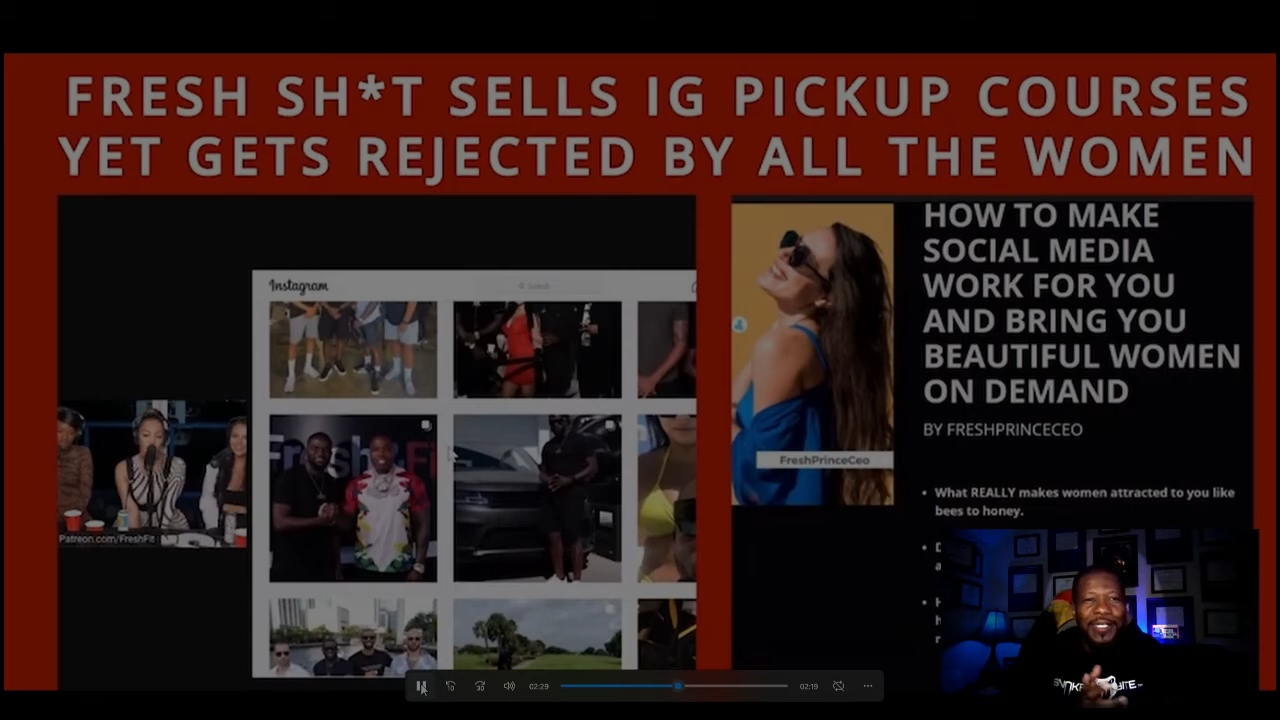 FRESH SH*T SELLS IG PICKUP COURSES
YET GETS REJECTED BY ALL THE WOMEN
Instagram
Search
Patreon.com/FreshFit
FreshPrinceCeo
HOW TO MAKE
SOCIAL MEDIA
WORK FOR YOU
AND BRING YOU
BEAUTIFUL WOMEN
ON DEMAND
BY FRESHPRINCECEO
• What REALLY makes women attracted to you like
bees to honey.
02:29
02:19